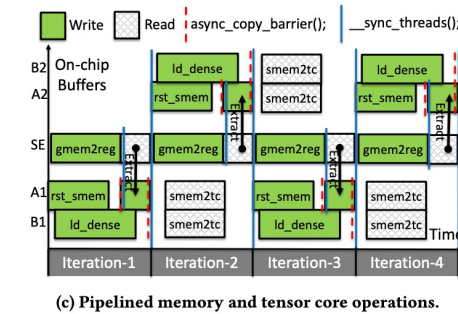 Write Read async_copy_barrier(); __sync_threads();
On-chip
Buffers
B2 ld_dense smem2tc ld_dense
A2 rst_smem smem2tc rst_smem
Extract Extract
SE gmem2reg gmem2reg gmem2reg gmem2reg
Extract Extract
A1 rst_smem smem2tc rst_smem smem2tc
B1 ld_dense smem2tc ld_dense smem2tc
Time
Iteration-1 Iteration-2 Iteration-3 Iteration-4
(c) Pipelined memory and tensor core operations.